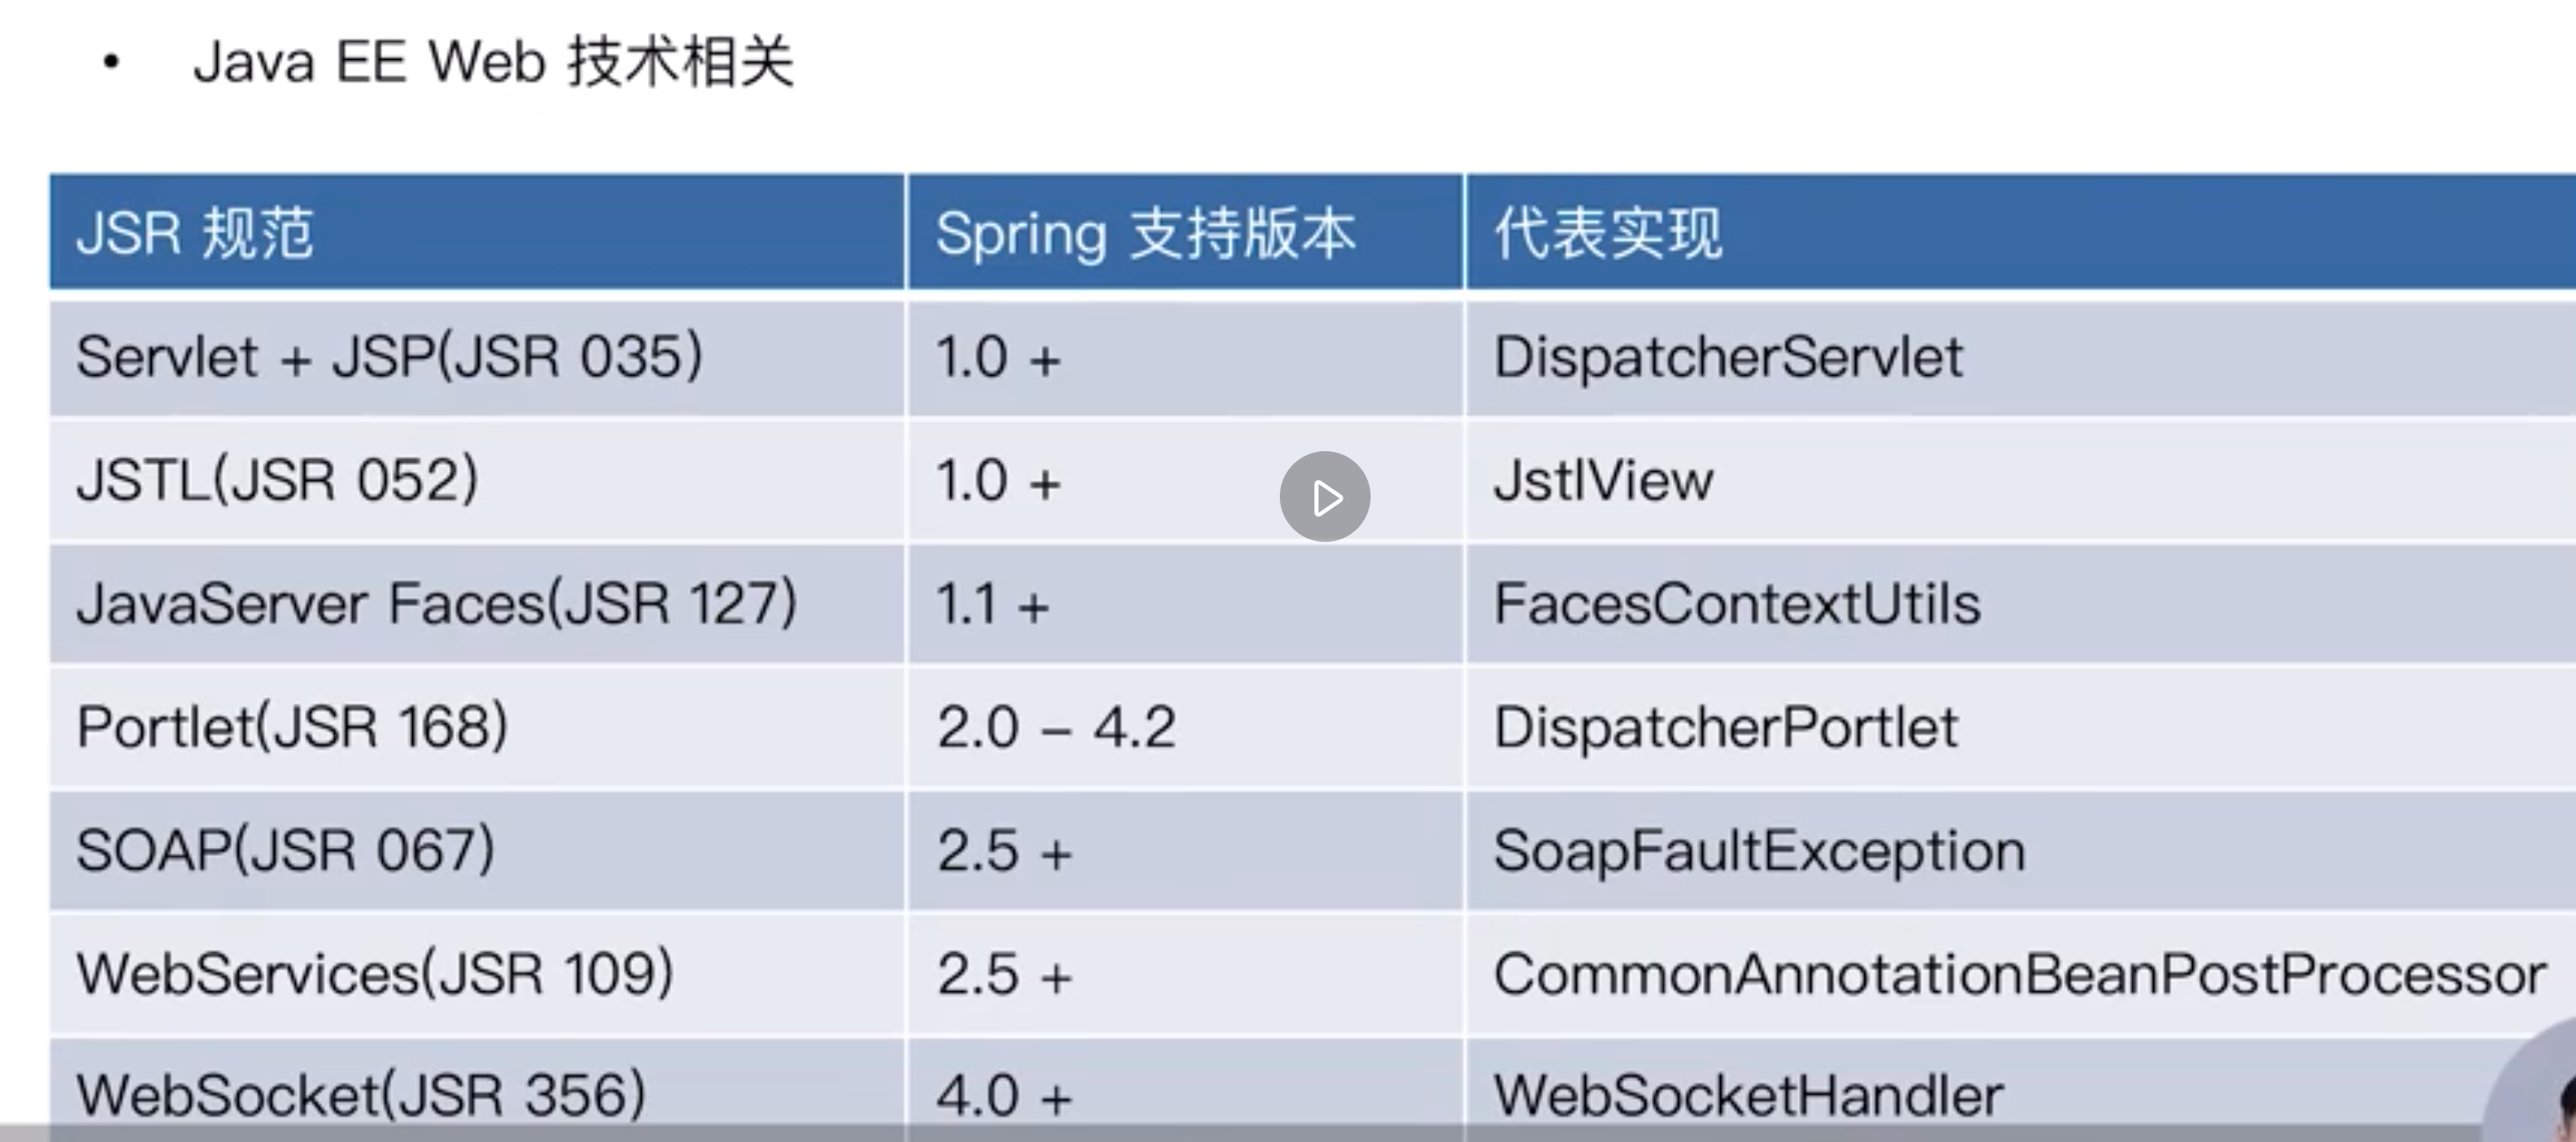 • Java EE Web 技术相关
JSR 规范 Spring 支持版本 代表实现
Servlet + JSP(JSR 035) 1.0 + DispatcherServlet
JSTL(JSR 052) 1.0 + JstlView
JavaServer Faces(JSR 127) 1.1 + FacesContextUtils
Portlet(JSR 168) 2.0 – 4.2 DispatcherPortlet
SOAP(JSR 067) 2.5 + SoapFaultException
WebServices(JSR 109) 2.5 + CommonAnnotationBeanPostProcessor
WebSocket(JSR 356) 4.0 + WebSocketHandler